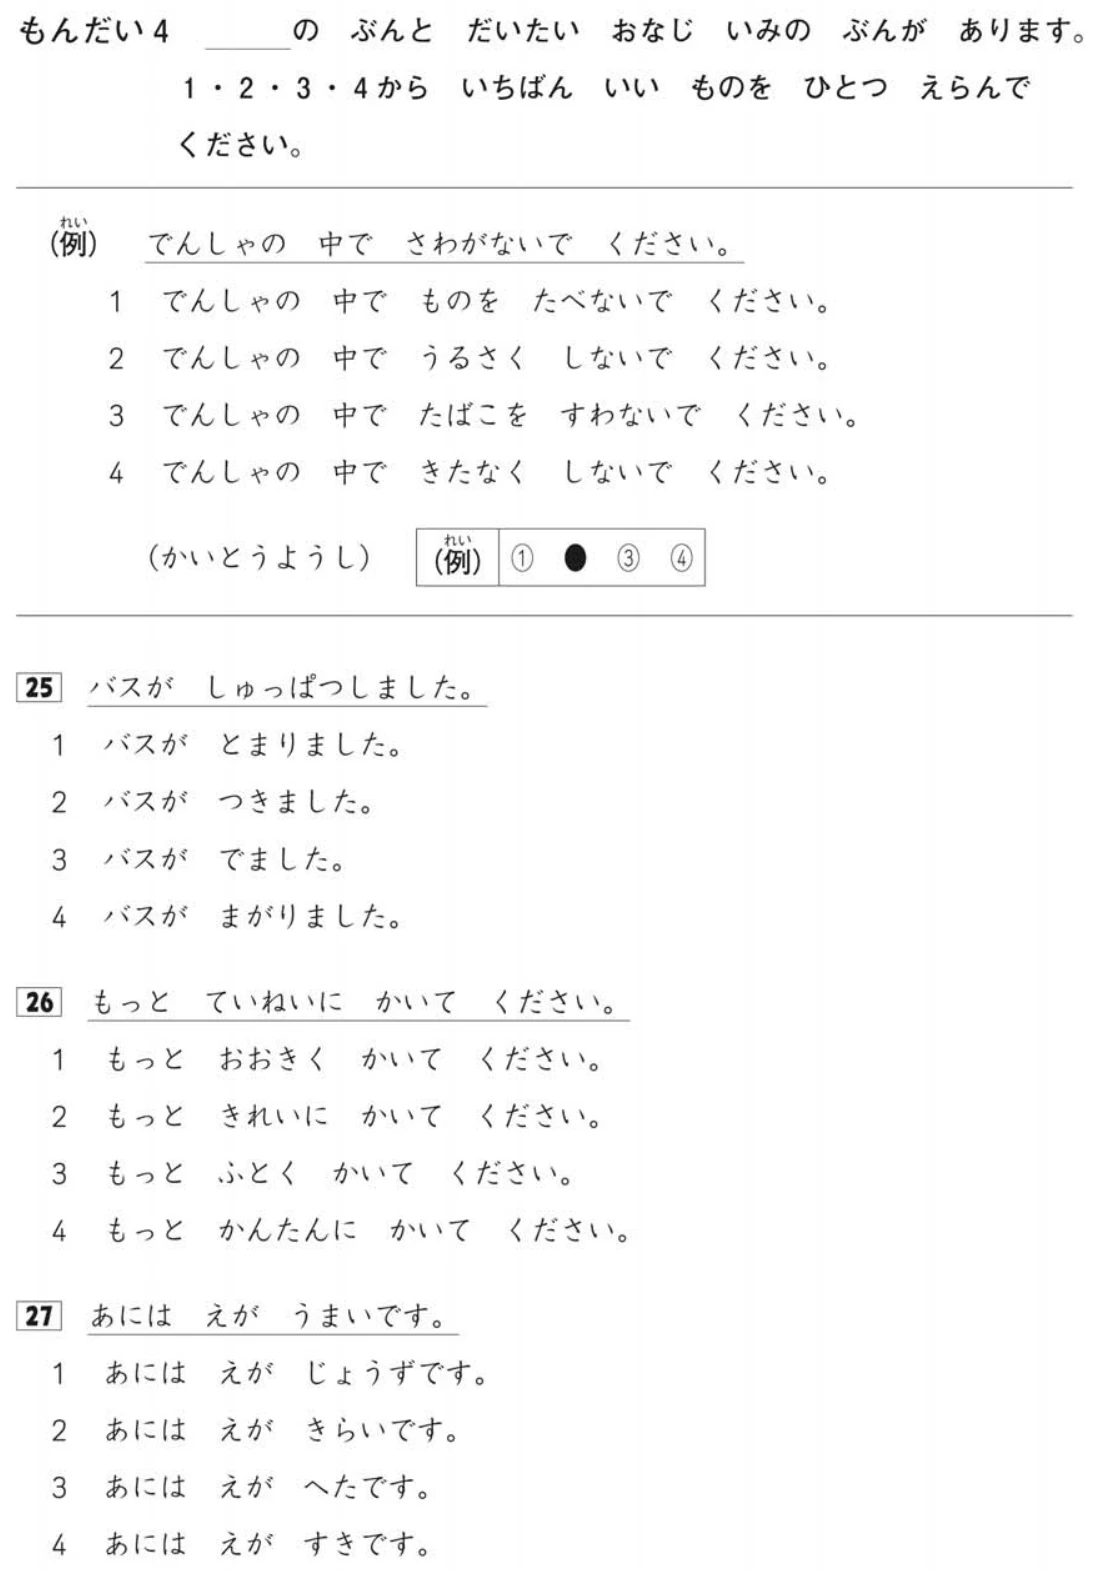 もんだい4　＿＿＿の　ぶんと　だいたい　おなじ　いみの　ぶんが　あります。
1・2・3・4から　いちばん　いい　ものを　ひとつ　えらんで
ください。
(例)　でんしゃの　中で　さわがないで　ください。
1　でんしゃの　中で　ものを　たべないで　ください。
2　でんしゃの　中で　うるさく　しないで　ください。
3　でんしゃの　中で　たばこを　すわないで　ください。
4　でんしゃの　中で　きたなく　しないで　ください。
(かいとうようし)　(例)　①　●　③　④
25　バスが　しゅっぱつしました。
1　バスが　とまりました。
2　バスが　つきました。
3　バスが　でました。
4　バスが　まがりました。
26　もっと　ていねいに　かいて　ください。
1　もっと　おおきく　かいて　ください。
2　もっと　きれいに　かいて　ください。
3　もっと　ふとく　かいて　ください。
4　もっと　かんたんに　かいて　ください。
27　あには　えが　うまいです。
1　あには　えが　じょうずです。
2　あには　えが　きらいです。
3　あには　えが　へたです。
4　あには　えが　すきです。